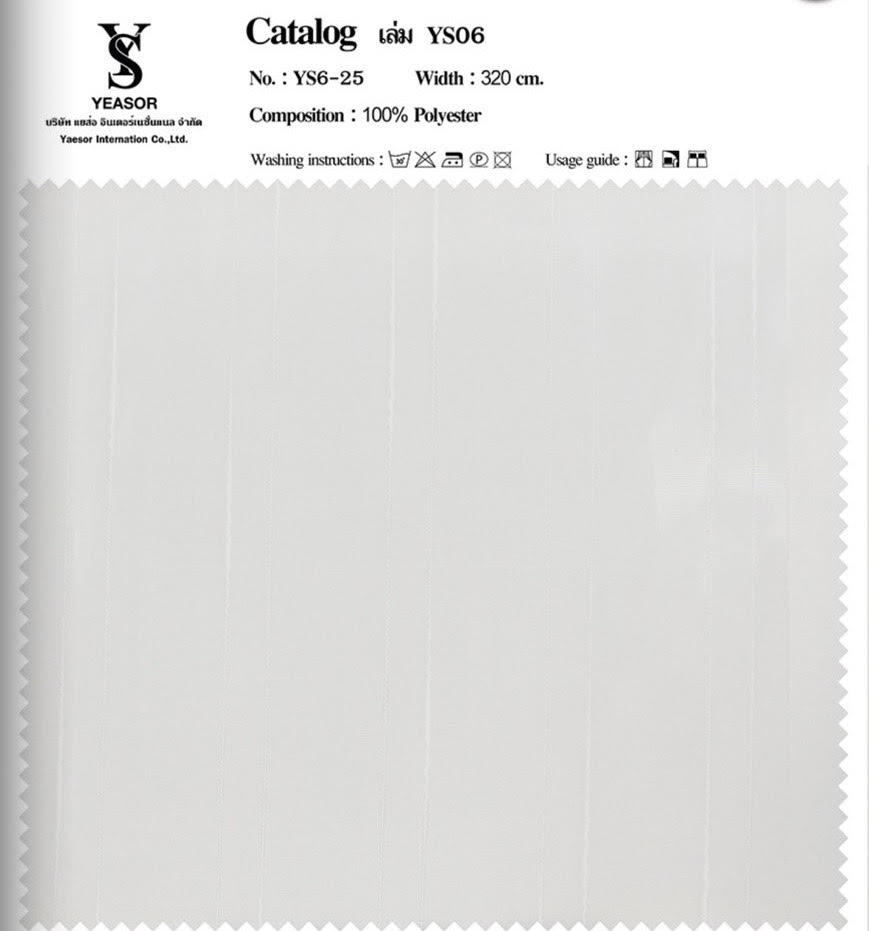 YS
YEASOR
บริษัท แยส่อ อินเตอร์เนชั่นแนล จำกัด
Yaesor Internation Co.,Ltd.
Catalog เล่ม YS06
No. : YS6-25 Width : 320 cm.
Composition : 100% Polyester
Washing instructions : 30 P Usage guide :